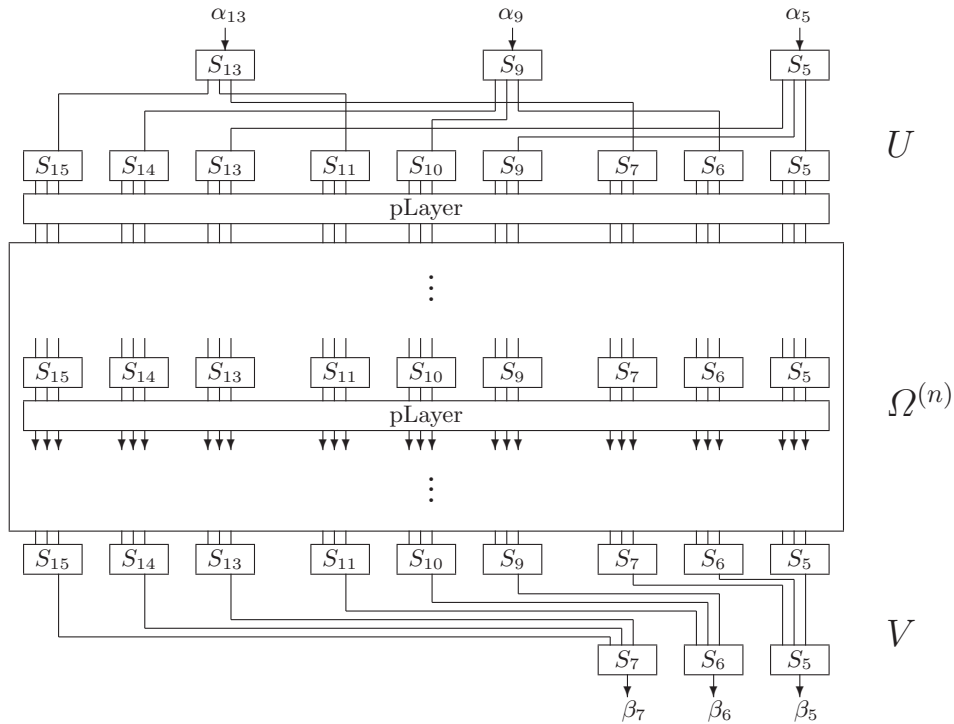 α₁₃ α₉ α₅
S₁₃ S₉ S₅
U
S₁₅ S₁₄ S₁₃ S₁₁ S₁₀ S₉ S₇ S₆ S₅
pLayer
⋮
S₁₅ S₁₄ S₁₃ S₁₁ S₁₀ S₉ S₇ S₆ S₅
Ω⁽ⁿ⁾
pLayer
⋮
S₁₅ S₁₄ S₁₃ S₁₁ S₁₀ S₉ S₇ S₆ S₅
V
S₇ S₆ S₅
β₇ β₆ β₅